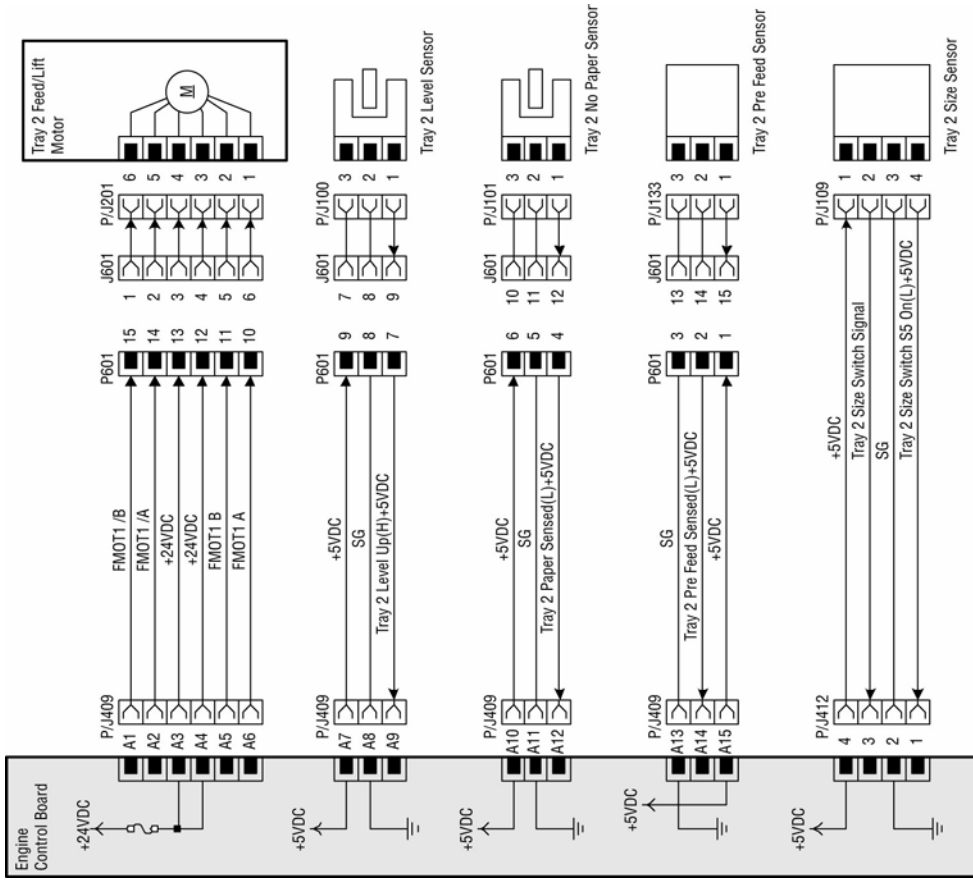 Engine
Control Board
+24VDC
P/J409
A1
A2
A3
A4
A5
A6
FMOT1 /B
FMOT1 /A
+24VDC
+24VDC
FMOT1 B
FMOT1 A
P601
15
14
13
12
11
10
J601
1
2
3
4
5
6
P/J201
6
5
4
3
2
1
Tray 2 Feed/Lift
Motor
M
+5VDC
P/J409
A7
A8
A9
+5VDC
SG
Tray 2 Level Up(H)+5VDC
P601
9
8
7
J601
7
8
9
P/J100
3
2
1
Tray 2 Level Sensor
+5VDC
P/J409
A10
A11
A12
+5VDC
SG
Tray 2 Paper Sensed(L)+5VDC
P601
6
5
4
J601
10
11
12
P/J101
3
2
1
Tray 2 No Paper Sensor
+5VDC
P/J409
A13
A14
A15
SG
Tray 2 Pre Feed Sensed(L)+5VDC
+5VDC
P601
3
2
1
J601
13
14
15
P/J133
3
2
1
Tray 2 Pre Feed Sensor
+5VDC
P/J412
4
3
2
1
+5VDC
Tray 2 Size Switch Signal
SG
Tray 2 Size Switch S5 On(L)+5VDC
P/J109
1
2
3
4
Tray 2 Size Sensor